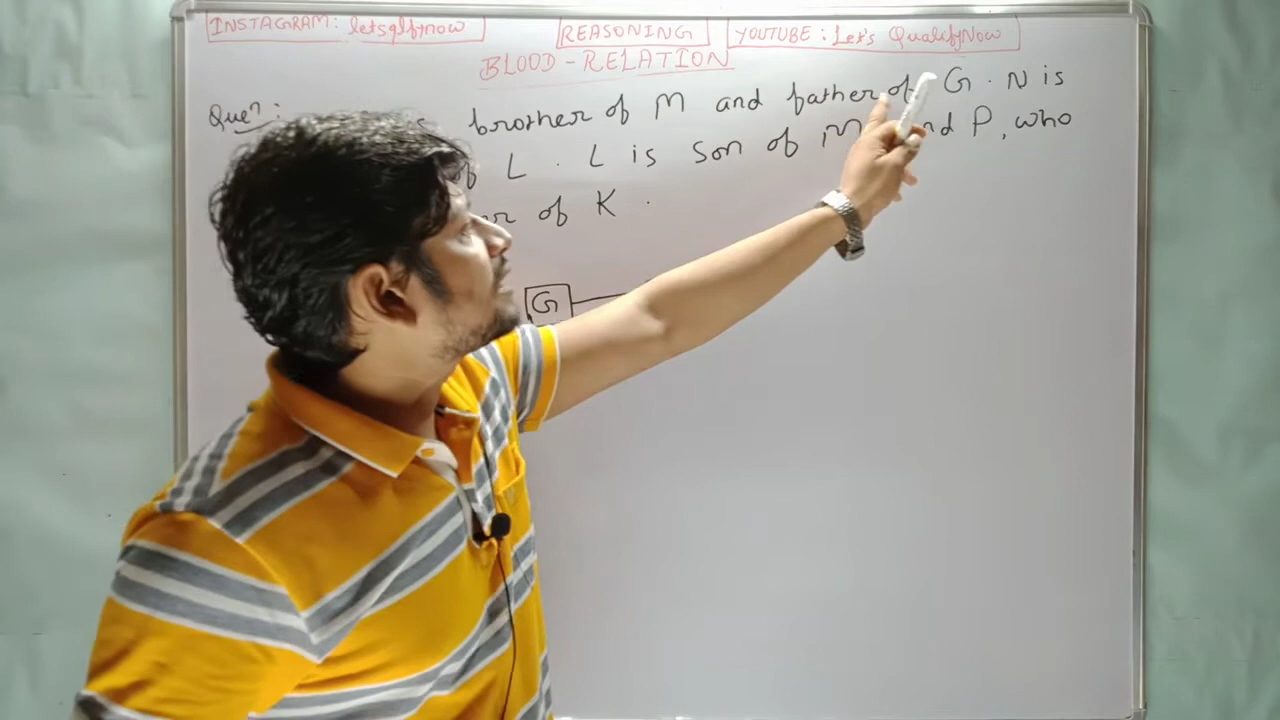 INSTAGRAM: letsqlfynow REASONING YOUTUBE: Let's QualifyNow
BLOOD-RELATION
Queⁿ: brother of M and father of G. N is
of L. L is son of M and P, who
of K.
G